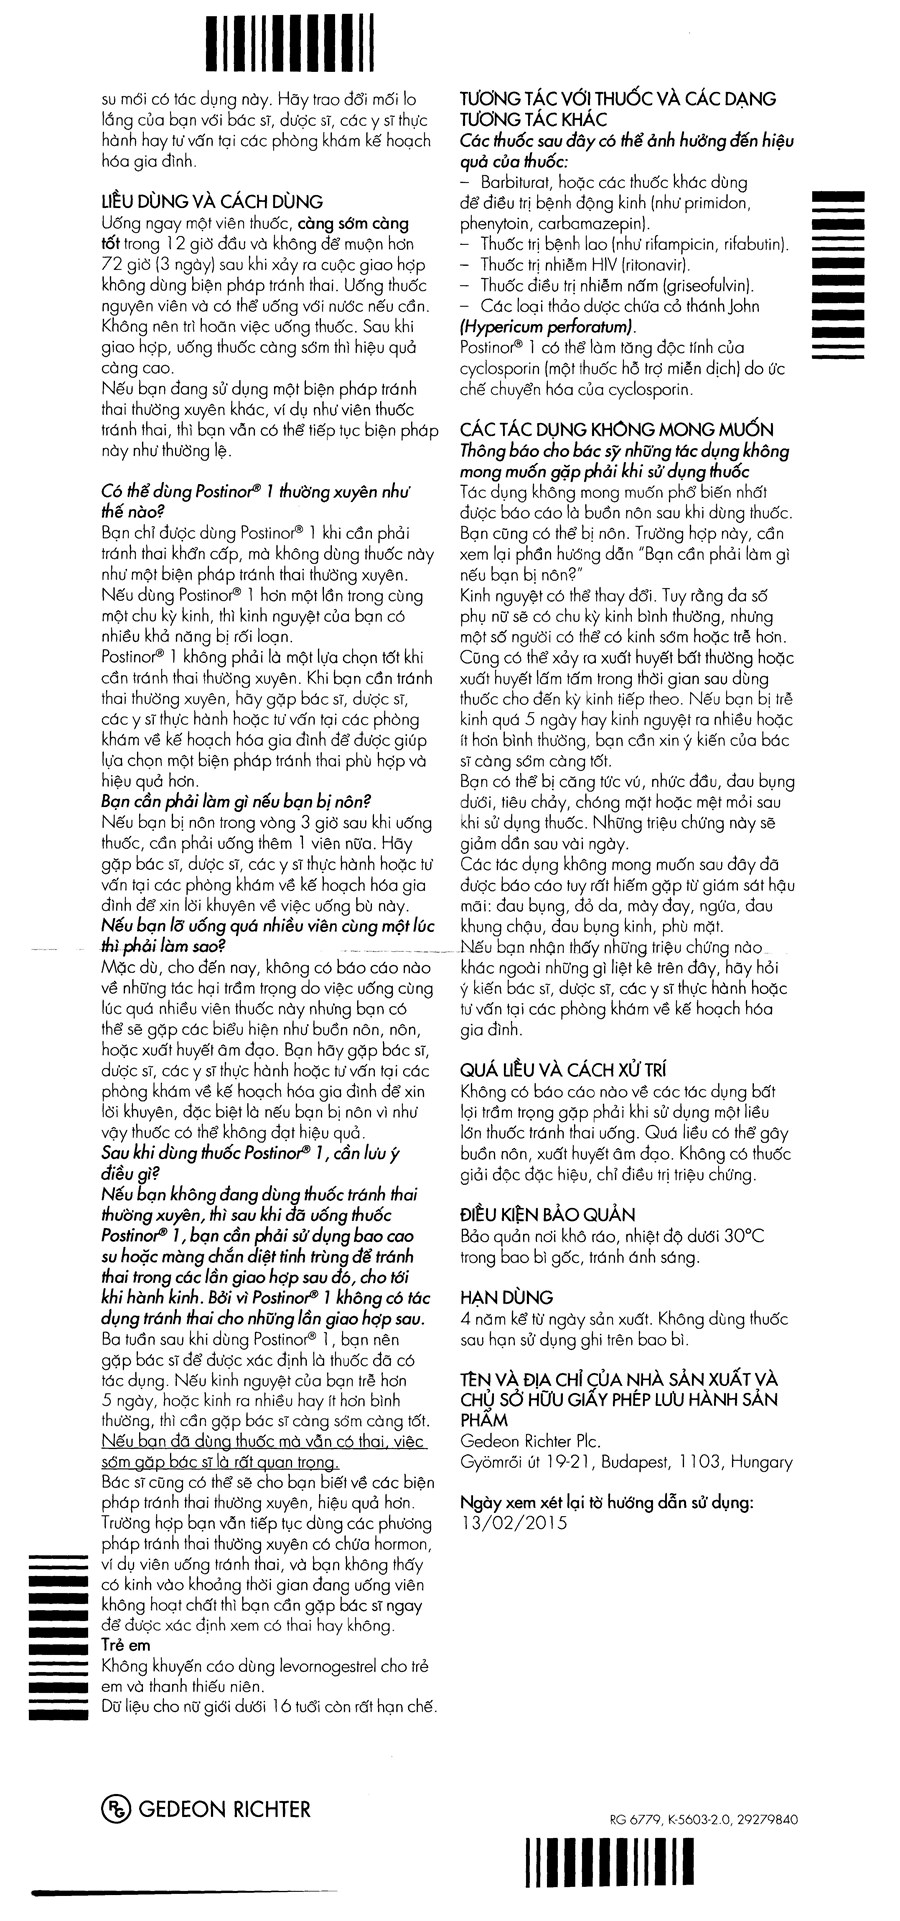 su mới có tác dụng này. Hãy trao đổi mối lo
lắng của bạn với bác sĩ, dược sĩ, các y sĩ thực
hành hay tư vấn tại các phòng khám kế hoạch
hóa gia đình.
LIỀU DÙNG VÀ CÁCH DÙNG
Uống ngay một viên thuốc, càng sớm càng
tốt trong 12 giờ đầu và không để muộn hơn
72 giờ (3 ngày) sau khi xảy ra cuộc giao hợp
không dùng biện pháp tránh thai. Uống thuốc
nguyên viên và có thể uống với nước nếu cần.
Không nên trì hoãn việc uống thuốc. Sau khi
giao hợp, uống thuốc càng sớm thì hiệu quả
càng cao.
Nếu bạn đang sử dụng một biện pháp tránh
thai thường xuyên khác, ví dụ như viên thuốc
tránh thai, thì bạn vẫn có thể tiếp tục biện pháp
này như thường lệ.
Có thể dùng Postinor® 1 thường xuyên như
thế nào?
Bạn chỉ được dùng Postinor® 1 khi cần phải
tránh thai khẩn cấp, mà không dùng thuốc này
như một biện pháp tránh thai thường xuyên.
Nếu dùng Postinor® 1 hơn một lần trong cùng
một chu kỳ kinh, thì kinh nguyệt của bạn có
nhiều khả năng bị rối loạn.
Postinor® 1 không phải là một lựa chọn tốt khi
cần tránh thai thường xuyên. Khi bạn cần tránh
thai thường xuyên, hãy gặp bác sĩ, dược sĩ,
các y sĩ thực hành hoặc tư vấn tại các phòng
khám về kế hoạch hóa gia đình để được giúp
lựa chọn một biện pháp tránh thai phù hợp và
hiệu quả hơn.
Bạn cần phải làm gì nếu bạn bị nôn?
Nếu bạn bị nôn trong vòng 3 giờ sau khi uống
thuốc, cần phải uống thêm 1 viên nữa. Hãy
gặp bác sĩ, dược sĩ, các y sĩ thực hành hoặc tư
vấn tại các phòng khám về kế hoạch hóa gia
đình để xin lời khuyên về việc uống bù này.
Nếu bạn lỡ uống quá nhiều viên cùng một lúc
thì phải làm sao?
Mặc dù, cho đến nay, không có báo cáo nào
về những tác hại trầm trọng do việc uống cùng
lúc quá nhiều viên thuốc này nhưng bạn có
thể sẽ gặp các biểu hiện như buồn nôn, nôn,
hoặc xuất huyết âm đạo. Bạn hãy gặp bác sĩ,
dược sĩ, các y sĩ thực hành hoặc tư vấn tại các
phòng khám về kế hoạch hóa gia đình để xin
lời khuyên, đặc biệt là nếu bạn bị nôn vì như
vậy thuốc có thể không đạt hiệu quả.
Sau khi dùng thuốc Postinor® 1, cần lưu ý
điều gì?
Nếu bạn không đang dùng thuốc tránh thai
thường xuyên, thì sau khi đã uống thuốc
Postinor® 1, bạn cần phải sử dụng bao cao
su hoặc màng chắn diệt tinh trùng để tránh
thai trong các lần giao hợp sau đó, cho tới
khi hành kinh. Bởi vì Postinor® 1 không có tác
dụng tránh thai cho những lần giao hợp sau.
Ba tuần sau khi dùng Postinor® 1, bạn nên
gặp bác sĩ để được xác định là thuốc đã có
tác dụng. Nếu kinh nguyệt của bạn trễ hơn
5 ngày, hoặc kinh ra nhiều hay ít hơn bình
thường, thì cần gặp bác sĩ càng sớm càng tốt.
Nếu bạn đã dùng thuốc mà vẫn có thai, việc
sớm gặp bác sĩ là rất quan trọng.
Bác sĩ cũng có thể sẽ cho bạn biết về các biện
pháp tránh thai thường xuyên, hiệu quả hơn.
Trường hợp bạn vẫn tiếp tục dùng các phương
pháp tránh thai thường xuyên có chứa hormon,
ví dụ viên uống tránh thai, và bạn không thấy
có kinh vào khoảng thời gian đang uống viên
không hoạt chất thì bạn cần gặp bác sĩ ngay
để được xác định xem có thai hay không.
Trẻ em
Không khuyến cáo dùng levornogestrel cho trẻ
em và thanh thiếu niên.
Dữ liệu cho nữ giới dưới 16 tuổi còn rất hạn chế.
TƯƠNG TÁC VỚI THUỐC VÀ CÁC DẠNG
TƯƠNG TÁC KHÁC
Các thuốc sau đây có thể ảnh hưởng đến hiệu
quả của thuốc:
– Barbiturat, hoặc các thuốc khác dùng
để điều trị bệnh động kinh (như primidon,
phenytoin, carbamazepin).
– Thuốc trị bệnh lao (như rifampicin, rifabutin).
– Thuốc trị nhiễm HIV (ritonavir).
– Thuốc điều trị nhiễm nấm (griseofulvin).
– Các loại thảo dược chứa cỏ thánh John
(Hypericum perforatum).
Postinor® 1 có thể làm tăng độc tính của
cyclosporin (một thuốc hỗ trợ miễn dịch) do ức
chế chuyển hóa của cyclosporin.
CÁC TÁC DỤNG KHÔNG MONG MUỐN
Thông báo cho bác sỹ những tác dụng không
mong muốn gặp phải khi sử dụng thuốc
Tác dụng không mong muốn phổ biến nhất
được báo cáo là buồn nôn sau khi dùng thuốc.
Bạn cũng có thể bị nôn. Trường hợp này, cần
xem lại phần hướng dẫn “Bạn cần phải làm gì
nếu bạn bị nôn?”
Kinh nguyệt có thể thay đổi. Tuy rằng đa số
phụ nữ sẽ có chu kỳ kinh bình thường, nhưng
một số người có thể có kinh sớm hoặc trễ hơn.
Cũng có thể xảy ra xuất huyết bất thường hoặc
xuất huyết lấm tấm trong thời gian sau dùng
thuốc cho đến kỳ kinh tiếp theo. Nếu bạn bị trễ
kinh quá 5 ngày hay kinh nguyệt ra nhiều hoặc
ít hơn bình thường, bạn cần xin ý kiến của bác
sĩ càng sớm càng tốt.
Bạn có thể bị căng tức vú, nhức đầu, đau bụng
dưới, tiêu chảy, chóng mặt hoặc mệt mỏi sau
khi sử dụng thuốc. Những triệu chứng này sẽ
giảm dần sau vài ngày.
Các tác dụng không mong muốn sau đây đã
được báo cáo tuy rất hiếm gặp từ giám sát hậu
mãi: đau bụng, đỏ da, mày đay, ngứa, đau
khung chậu, đau bụng kinh, phù mặt.
Nếu bạn nhận thấy những triệu chứng nào
khác ngoài những gì liệt kê trên đây, hãy hỏi
ý kiến bác sĩ, dược sĩ, các y sĩ thực hành hoặc
tư vấn tại các phòng khám về kế hoạch hóa
gia đình.
QUÁ LIỀU VÀ CÁCH XỬ TRÍ
Không có báo cáo nào về các tác dụng bất
lợi trầm trọng gặp phải khi sử dụng một liều
lớn thuốc tránh thai uống. Quá liều có thể gây
buồn nôn, xuất huyết âm đạo. Không có thuốc
giải độc đặc hiệu, chỉ điều trị triệu chứng.
ĐIỀU KIỆN BẢO QUẢN
Bảo quản nơi khô ráo, nhiệt độ dưới 30°C
trong bao bì gốc, tránh ánh sáng.
HẠN DÙNG
4 năm kể từ ngày sản xuất. Không dùng thuốc
sau hạn sử dụng ghi trên bao bì.
TÊN VÀ ĐỊA CHỈ CỦA NHÀ SẢN XUẤT VÀ
CHỦ SỞ HỮU GIẤY PHÉP LƯU HÀNH SẢN
PHẨM
Gedeon Richter Plc.
Gyömrői út 19-21, Budapest, 1103, Hungary
Ngày xem xét lại tờ hướng dẫn sử dụng:
13/02/2015
RG GEDEON RICHTER
RG 6779, K-5603-2.0, 29279840